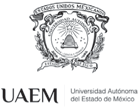 ESTADOS UNIDOS MEXICANOS
UAEM
Universidad Autónoma
del Estado de México